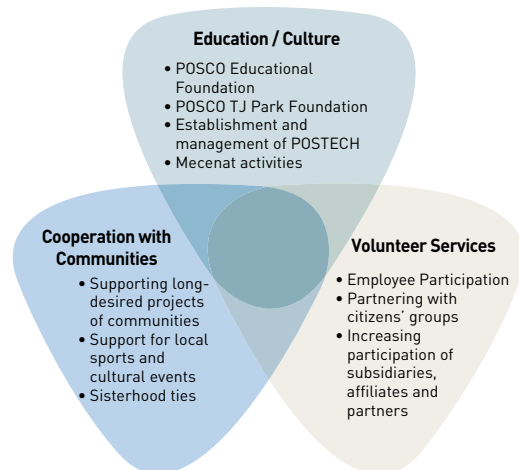 Education / Culture
• POSCO Educational
Foundation
• POSCO TJ Park Foundation
• Establishment and
management of POSTECH
• Mecenat activities
Cooperation with
Communities
• Supporting long-
desired projects
of communities
• Support for local
sports and
cultural events
• Sisterhood ties
Volunteer Services
• Employee Participation
• Partnering with
citizens’ groups
• Increasing
participation of
subsidiaries,
affiliates and
partners